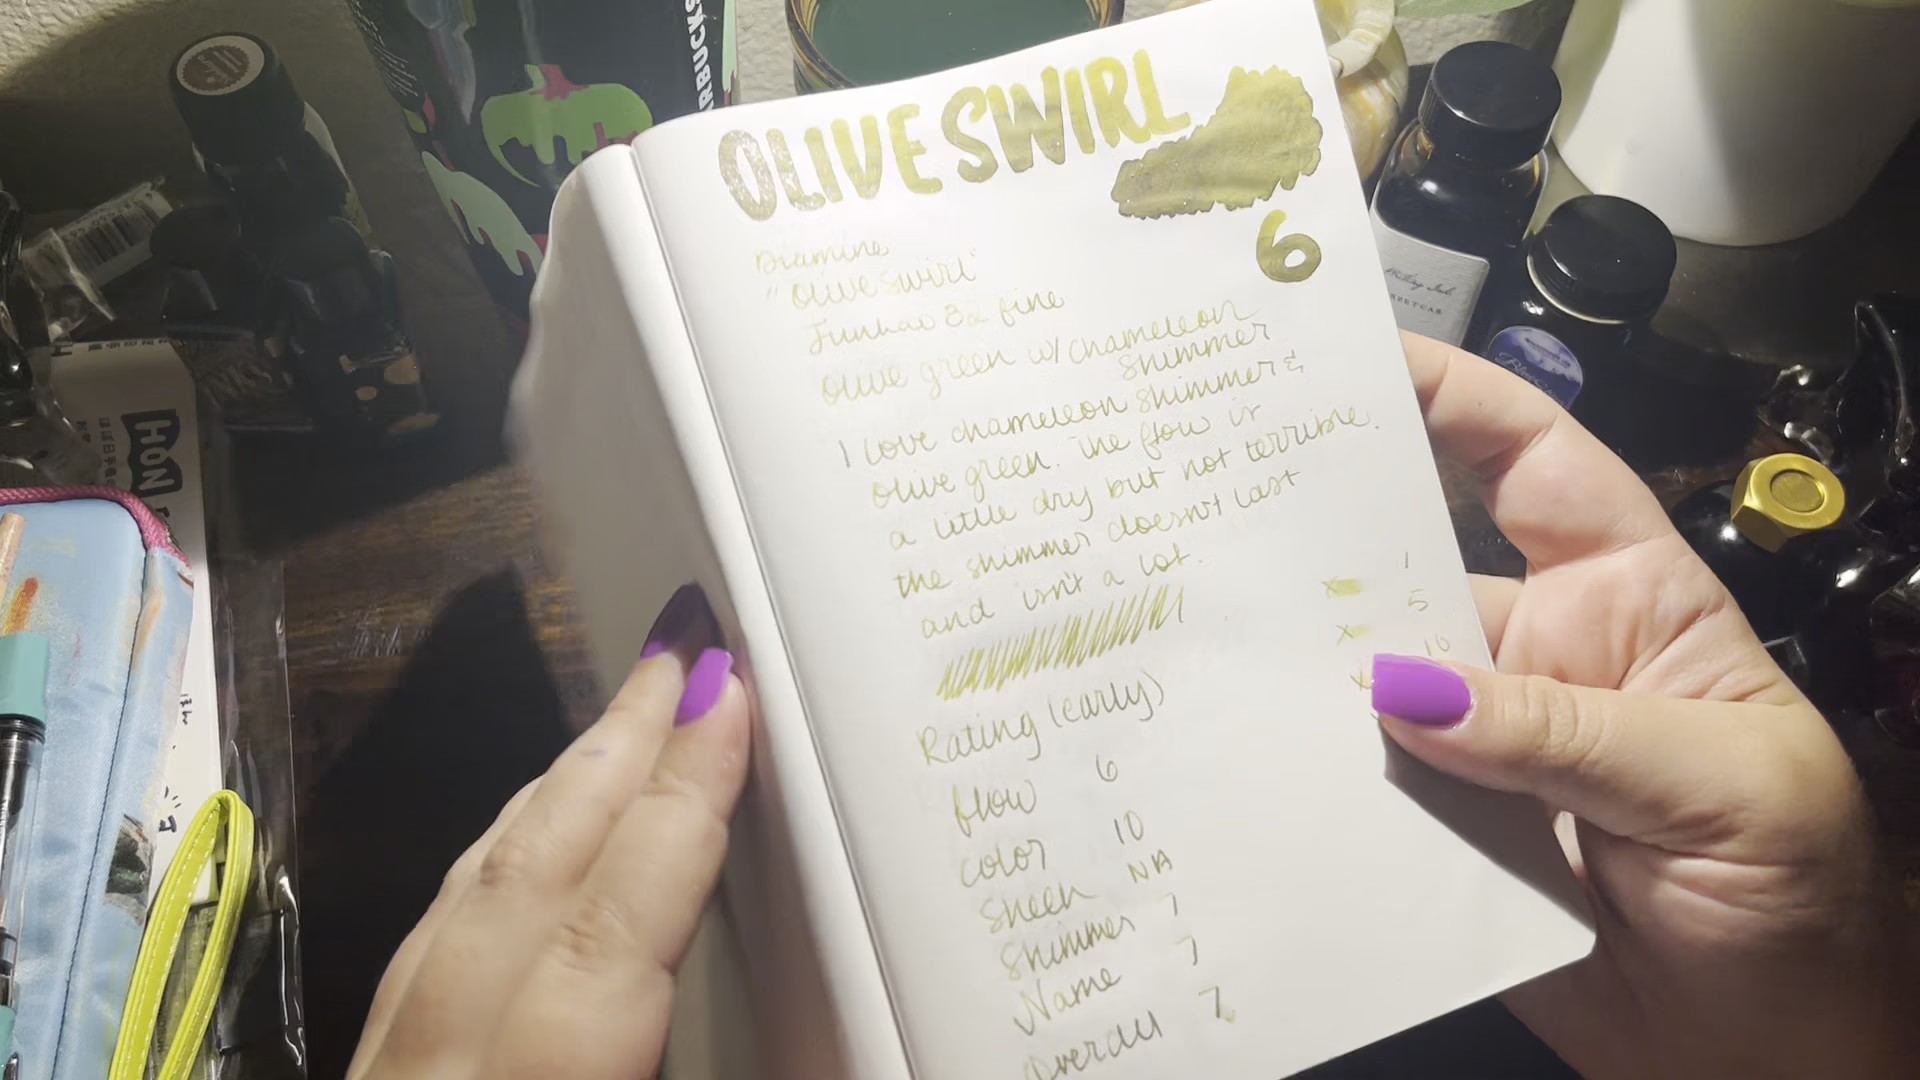 OLIVE SWIRL
6
Diamine
"Olive Swirl"
Jinhao 82 fine
olive green w/ chameleon
shimmer
I love chameleon shimmer &
olive green. The flow is
a little dry but not terrible.
the shimmer doesn't last
and isn't a lot.
x 1
x 5
x 10
Rating (early)
flow 6
color 10
Sheen NA
Shimmer 7
Name 7
Overall 7
RBUCKS
HON